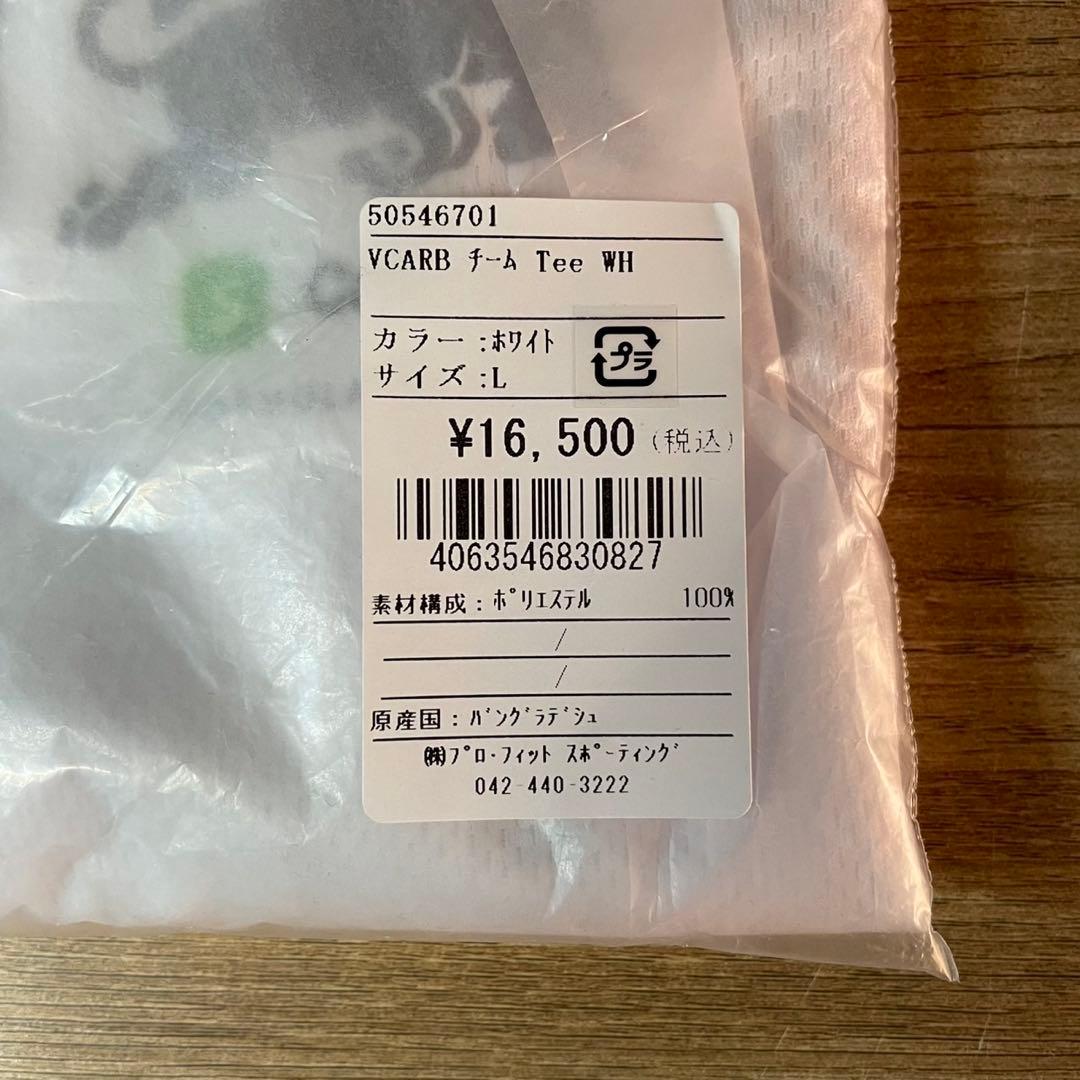 50546701
VCARB ﾁｰﾑ Tee WH
カラー :ﾎﾜｲﾄ
プラ
サイズ :L
¥16,500 (税込)
4063546830827
素材構成 : ﾎﾟﾘｴｽﾃﾙ 100%
/
/
原産国 : ﾊﾞﾝｸﾞﾗﾃﾞｼｭ
㈱ﾌﾟﾛ･ﾌｨｯﾄ ｽﾎﾟｰﾃｨﾝｸﾞ
042-440-3222